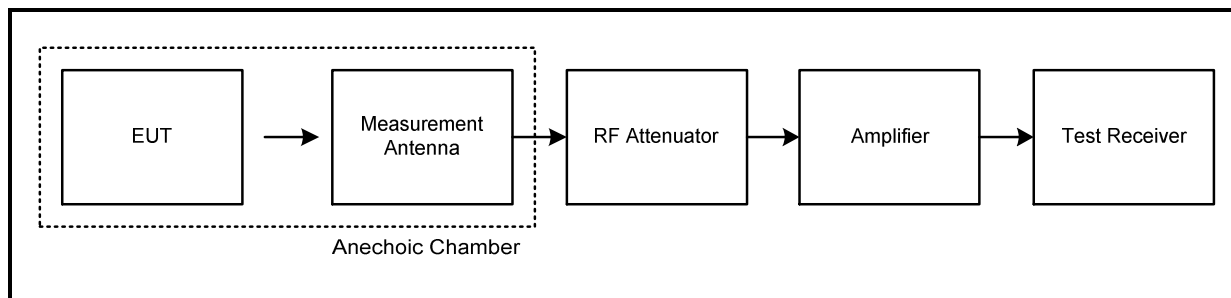 EUT
Measurement
Antenna
RF Attenuator
Amplifier
Test Receiver
Anechoic Chamber